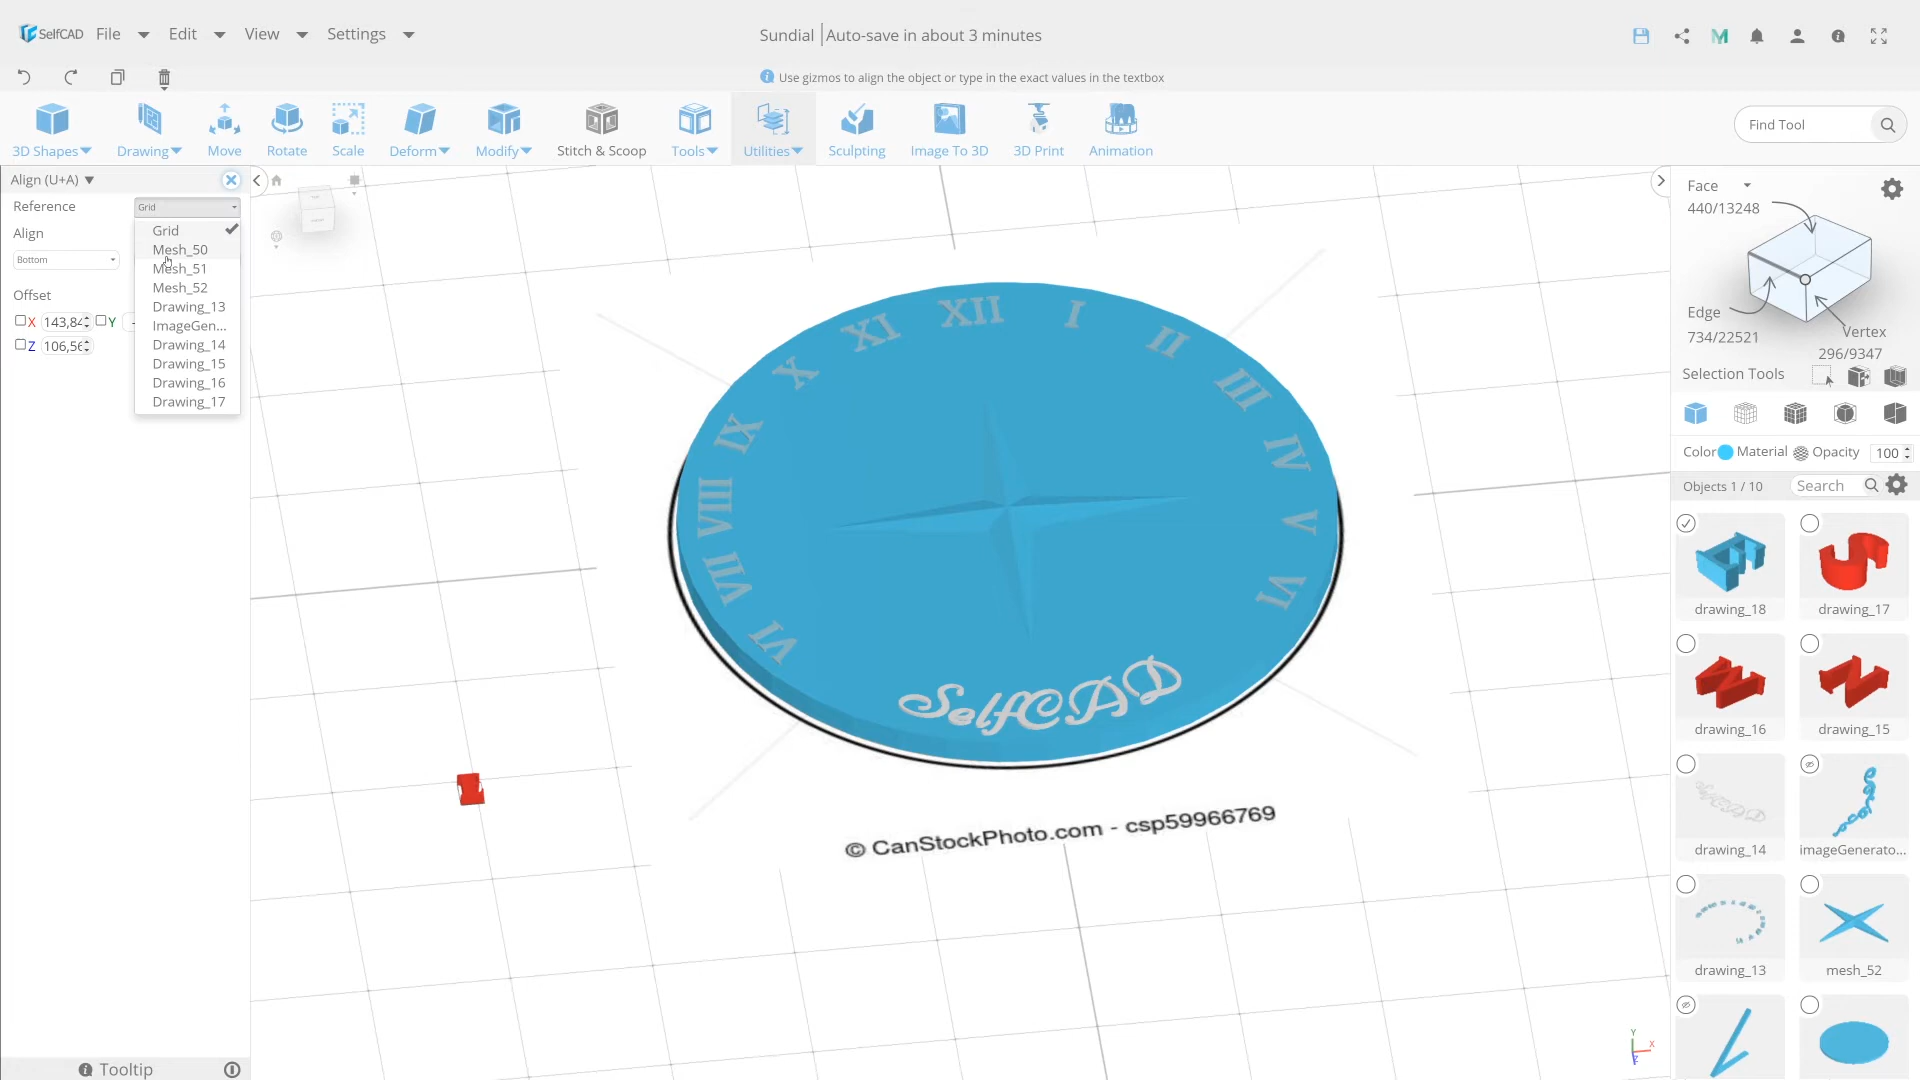 SelfCAD File Edit View Settings
Sundial Auto-save in about 3 minutes
Use gizmos to align the object or type in the exact values in the textbox
3D Shapes Drawing Move Rotate Scale Deform Modify Stitch & Scoop Tools Utilities Sculpting Image To 3D 3D Print Animation
Find Tool
Align (U+A)
Reference
Grid
Align
Bottom
Offset
X 143,84 Y -
Z 106,56
Grid
Mesh_50
Mesh_51
Mesh_52
Drawing_13
ImageGen...
Drawing_14
Drawing_15
Drawing_16
Drawing_17
XII
I
II
III
IV
V
VI
XI
X
IX
VIII
VII
VI
SelfCAD
© CanStockPhoto.com - csp59966769
Y
X
Z
Face
440/13248
Edge
734/22521
Vertex
296/9347
Selection Tools
Color Material Opacity 100
Objects 1 / 10
Search
drawing_18
drawing_17
drawing_16
drawing_15
drawing_14
imageGenerato...
drawing_13
mesh_52
Tooltip